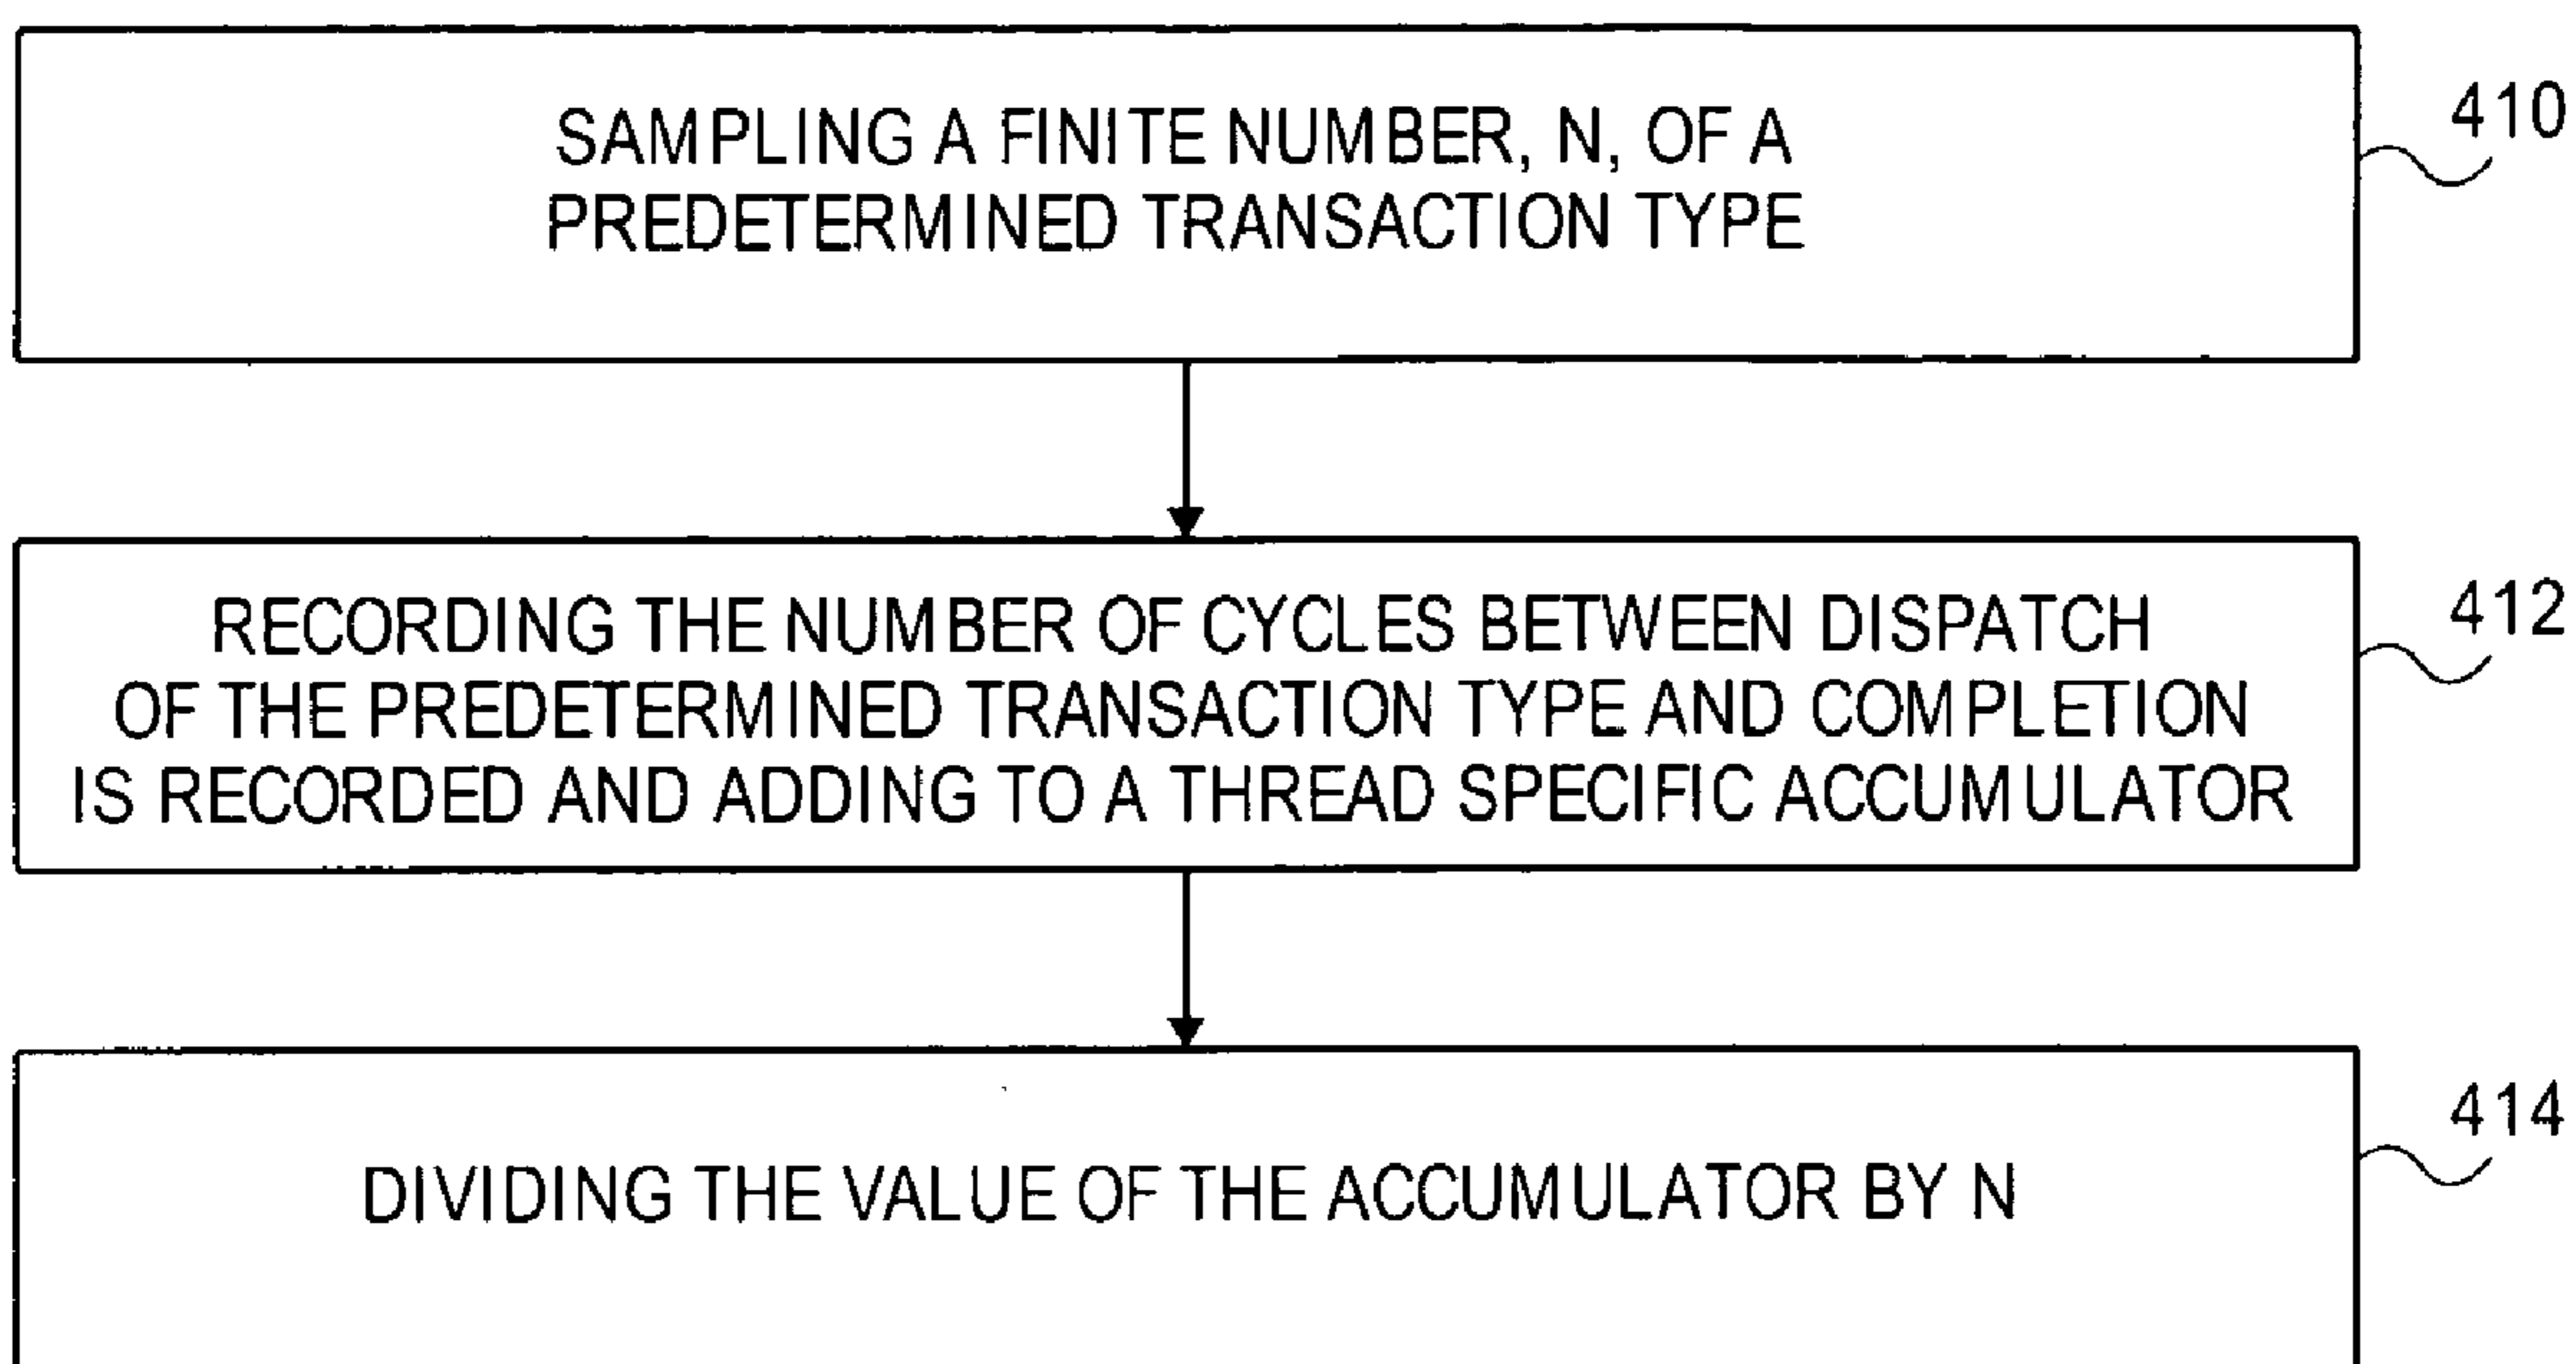 SAMPLING A FINITE NUMBER, N, OF A
PREDETERMINED TRANSACTION TYPE
410
RECORDING THE NUMBER OF CYCLES BETWEEN DISPATCH
OF THE PREDETERMINED TRANSACTION TYPE AND COMPLETION
IS RECORDED AND ADDING TO A THREAD SPECIFIC ACCUMULATOR
412
DIVIDING THE VALUE OF THE ACCUMULATOR BY N
414